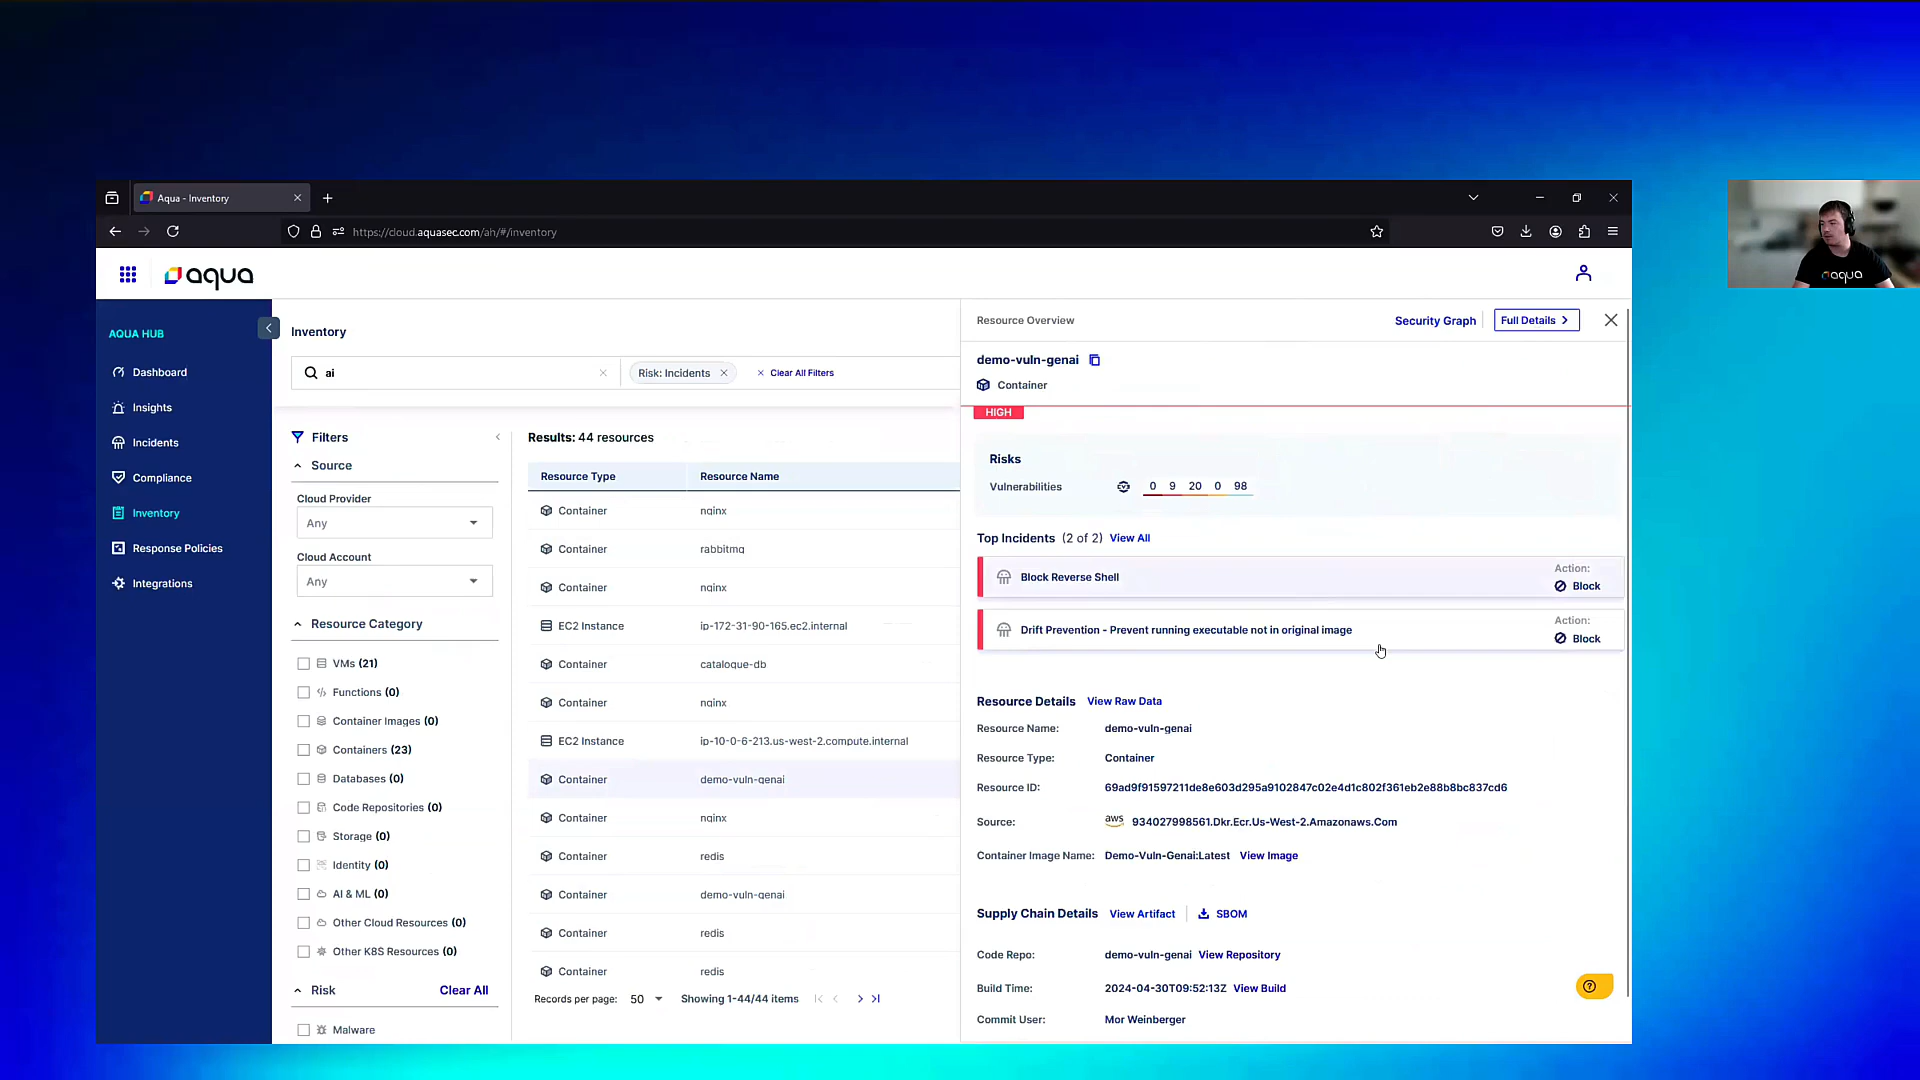 Aqua - Inventory
https://cloud.aquasec.com/ah/#/inventory
aqua
AQUA HUB
Dashboard
Insights
Incidents
Compliance
Inventory
Response Policies
Integrations
Inventory
ai
Risk: Incidents
Clear All Filters
Filters
Source
Cloud Provider
Any
Cloud Account
Any
Resource Category
VMs (21)
Functions (0)
Container Images (0)
Containers (23)
Databases (0)
Code Repositories (0)
Storage (0)
Identity (0)
AI & ML (0)
Other Cloud Resources (0)
Other K8S Resources (0)
Risk Clear All
Malware
Results: 44 resources
Resource Type Resource Name
Container nginx
Container rabbitmq
Container nginx
EC2 Instance ip-172-31-90-165.ec2.internal
Container catalogue-db
Container nginx
EC2 Instance ip-10-0-6-213.us-west-2.compute.internal
Container demo-vuln-genai
Container nginx
Container redis
Container demo-vuln-genai
Container redis
Container redis
Records per page: 50 Showing 1-44/44 items
Resource Overview Security Graph Full Details
demo-vuln-genai
Container
HIGH
Risks
Vulnerabilities 0 9 20 0 98
Top Incidents (2 of 2) View All
Block Reverse Shell Action: Block
Drift Prevention - Prevent running executable not in original image Action: Block
Resource Details View Raw Data
Resource Name: demo-vuln-genai
Resource Type: Container
Resource ID: 69ad9f91597211de8e603d295a9102847c02e4d1c802f361eb2e88b8bc837cd6
Source: aws 934027998561.Dkr.Ecr.Us-West-2.Amazonaws.Com
Container Image Name: Demo-Vuln-Genai:Latest View Image
Supply Chain Details View Artifact SBOM
Code Repo: demo-vuln-genai View Repository
Build Time: 2024-04-30T09:52:13Z View Build
Commit User: Mor Weinberger
aqua